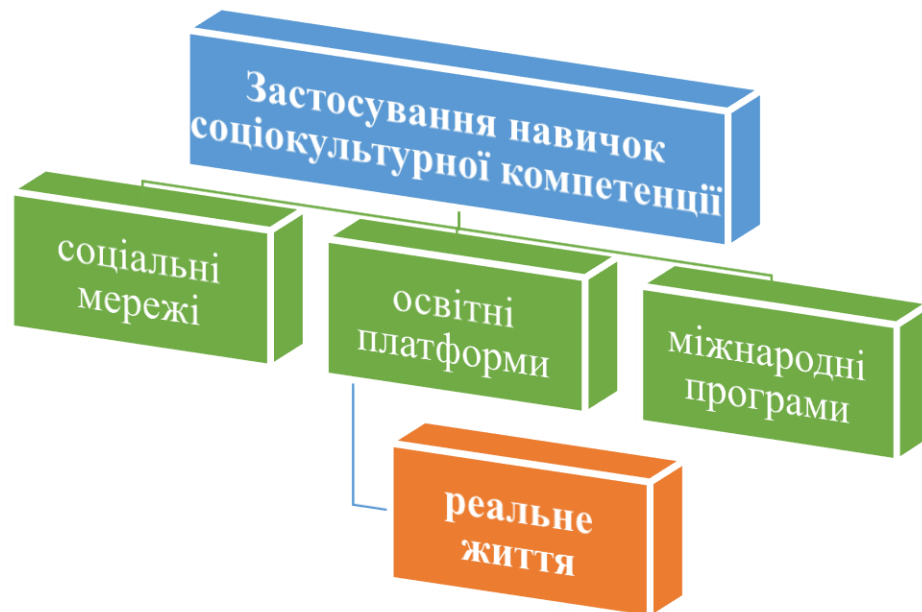 Застосування навичок
соціокультурної компетенції
соціальні
мережі
освітні
платформи
міжнародні
програми
реальне
життя